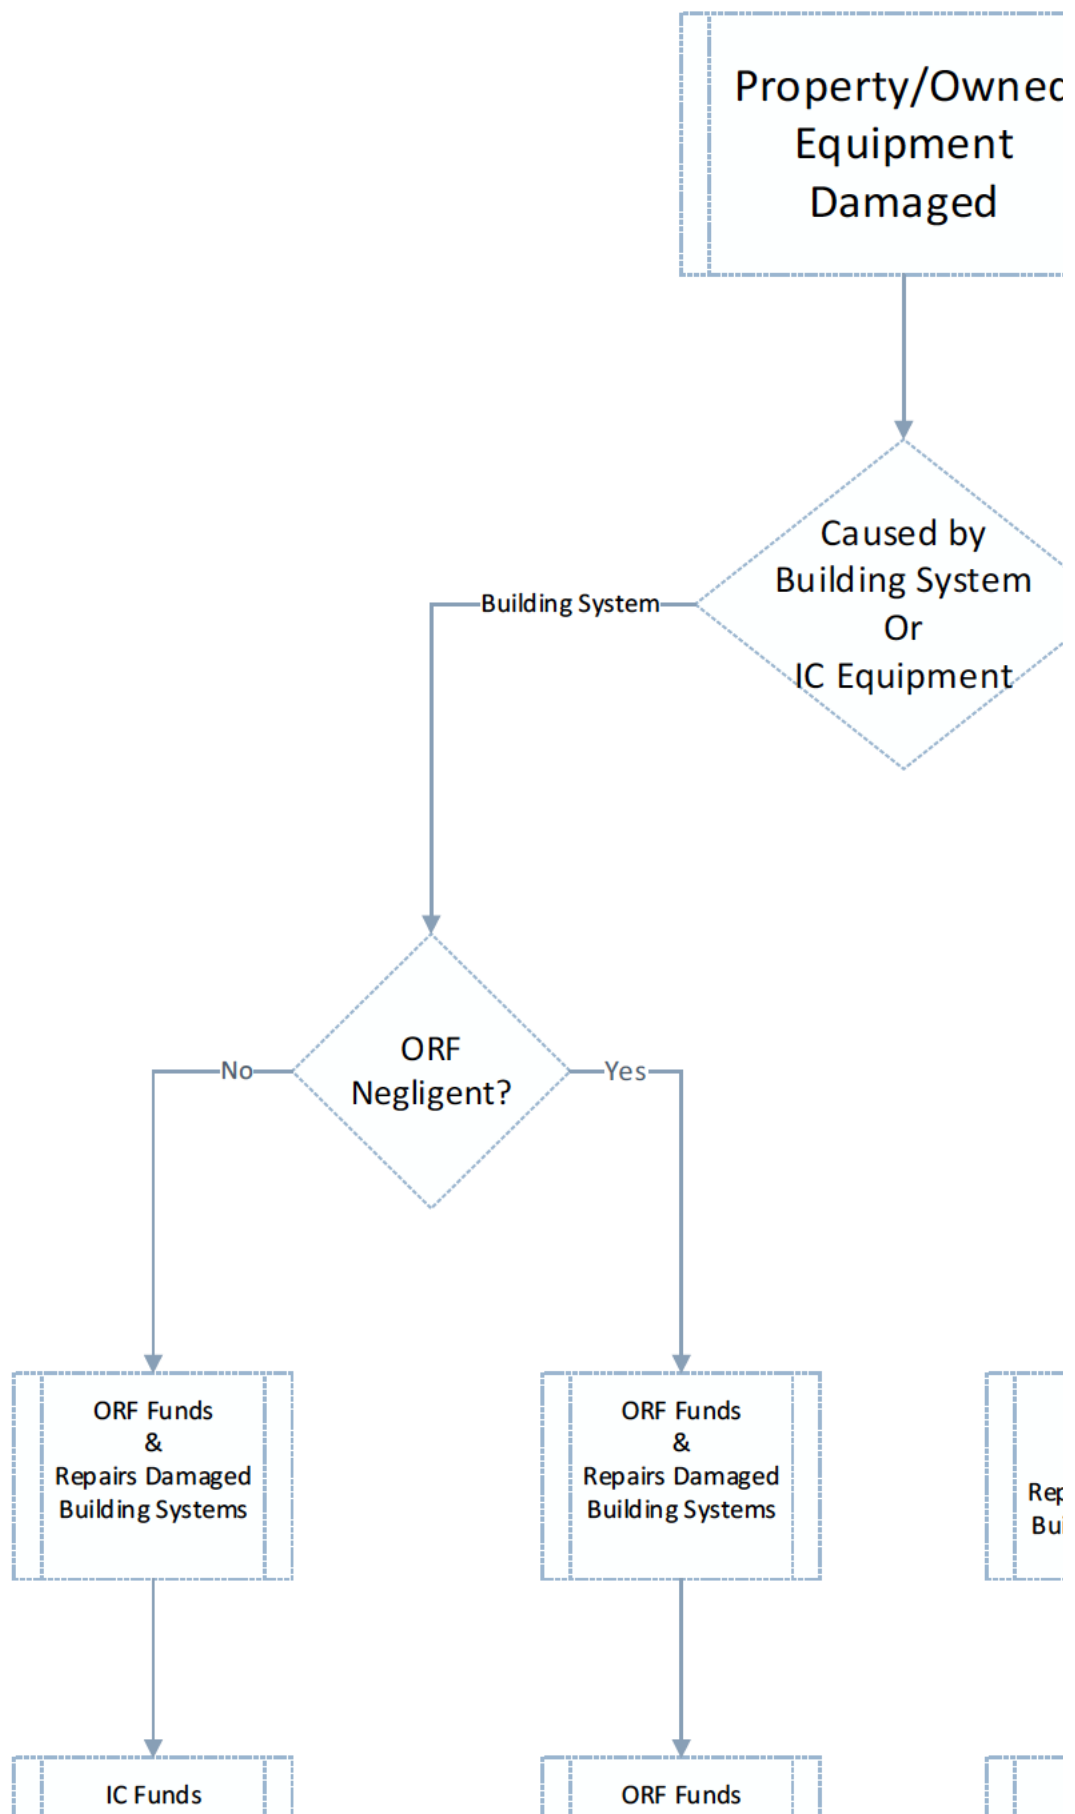 Property/Owned
Equipment
Damaged
Caused by
Building System
Or
IC Equipment
Building System
ORF
Negligent?
No
Yes
ORF Funds
&
Repairs Damaged
Building Systems
ORF Funds
&
Repairs Damaged
Building Systems
IC Funds
ORF Funds